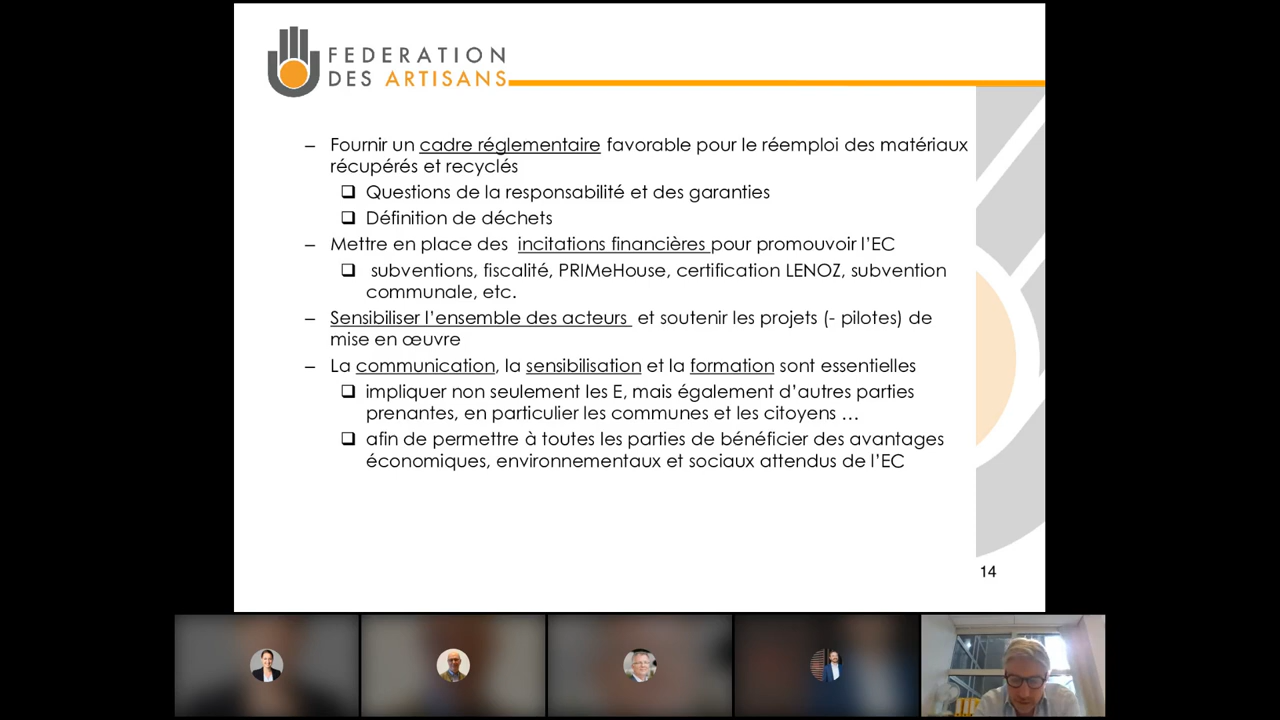 FEDERATION
DES ARTISANS
– Fournir un cadre réglementaire favorable pour le réemploi des matériaux
récupérés et recyclés
❑ Questions de la responsabilité et des garanties
❑ Définition de déchets
– Mettre en place des incitations financières pour promouvoir l'EC
❑ subventions, fiscalité, PRIMeHouse, certification LENOZ, subvention
communale, etc.
– Sensibiliser l'ensemble des acteurs et soutenir les projets (- pilotes) de
mise en œuvre
– La communication, la sensibilisation et la formation sont essentielles
❑ impliquer non seulement les E, mais également d'autres parties
prenantes, en particulier les communes et les citoyens …
❑ afin de permettre à toutes les parties de bénéficier des avantages
économiques, environnementaux et sociaux attendus de l'EC
14